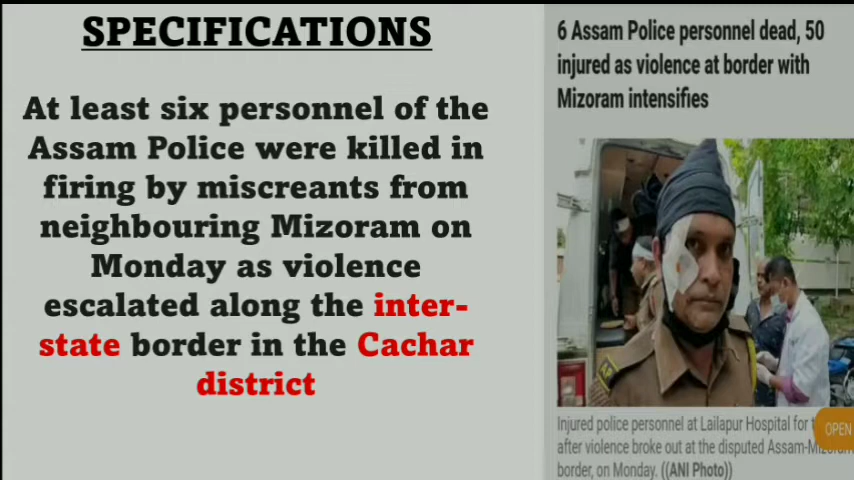 SPECIFICATIONS
At least six personnel of the
Assam Police were killed in
firing by miscreants from
neighbouring Mizoram on
Monday as violence
escalated along the inter-
state border in the Cachar
district
6 Assam Police personnel dead, 50
injured as violence at border with
Mizoram intensifies
Injured police personnel at Lailapur Hospital for
after violence broke out at the disputed Assam-Mizoram
border, on Monday. ((ANI Photo))
OPEN